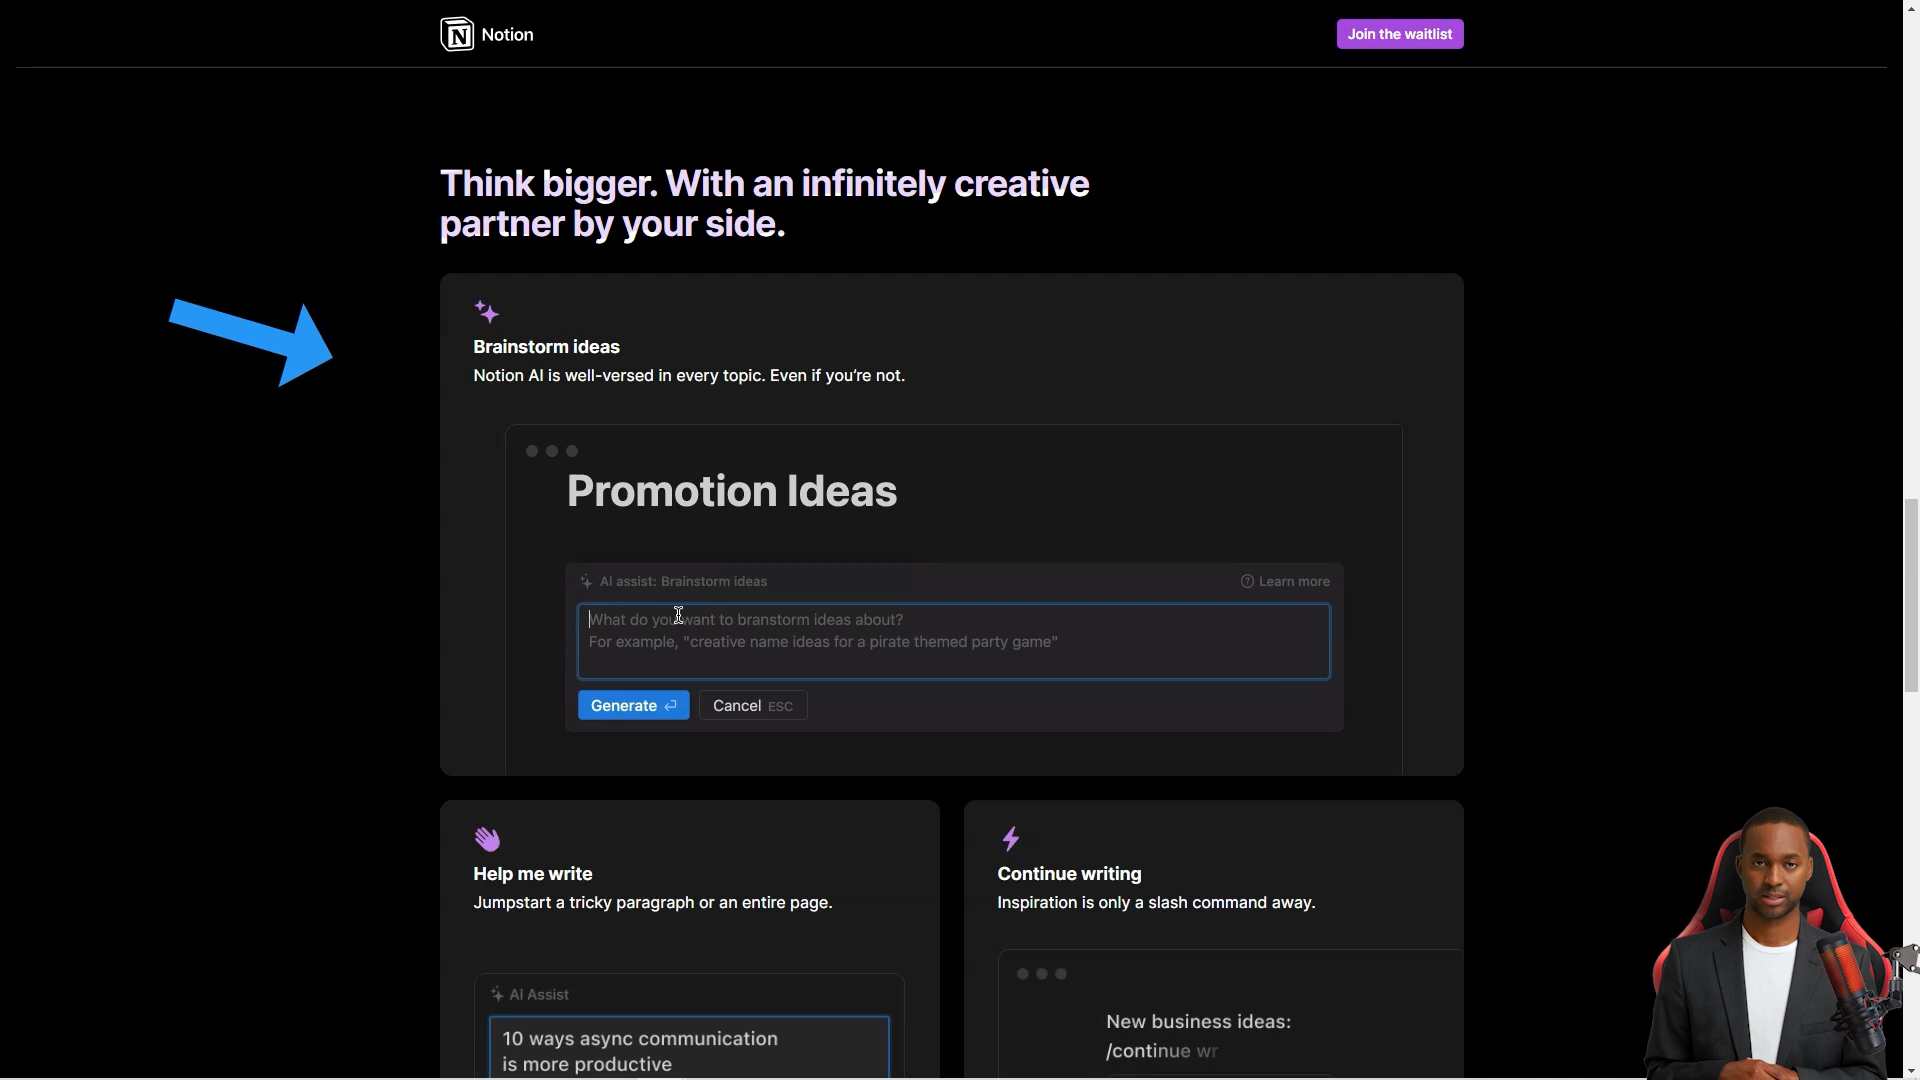 Notion
Join the waitlist
Think bigger. With an infinitely creative
partner by your side.
Brainstorm ideas
Notion AI is well-versed in every topic. Even if you're not.
Promotion Ideas
AI assist: Brainstorm ideas
Learn more
What do you want to branstorm ideas about?
For example, "creative name ideas for a pirate themed party game"
Generate
Cancel ESC
Help me write
Jumpstart a tricky paragraph or an entire page.
Continue writing
Inspiration is only a slash command away.
AI Assist
10 ways async communication
is more productive
New business ideas:
/continue wr